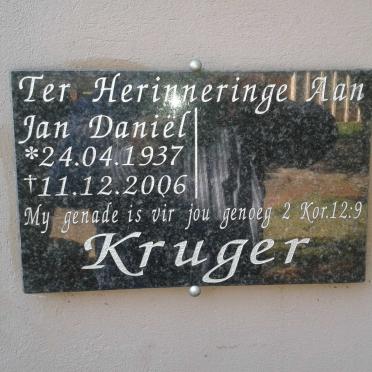 Ter Herinneringe Aan
Jan Daniël
*24.04.1937
†11.12.2006
My genade is vir jou genoeg 2 Kor.12:9
Kruger